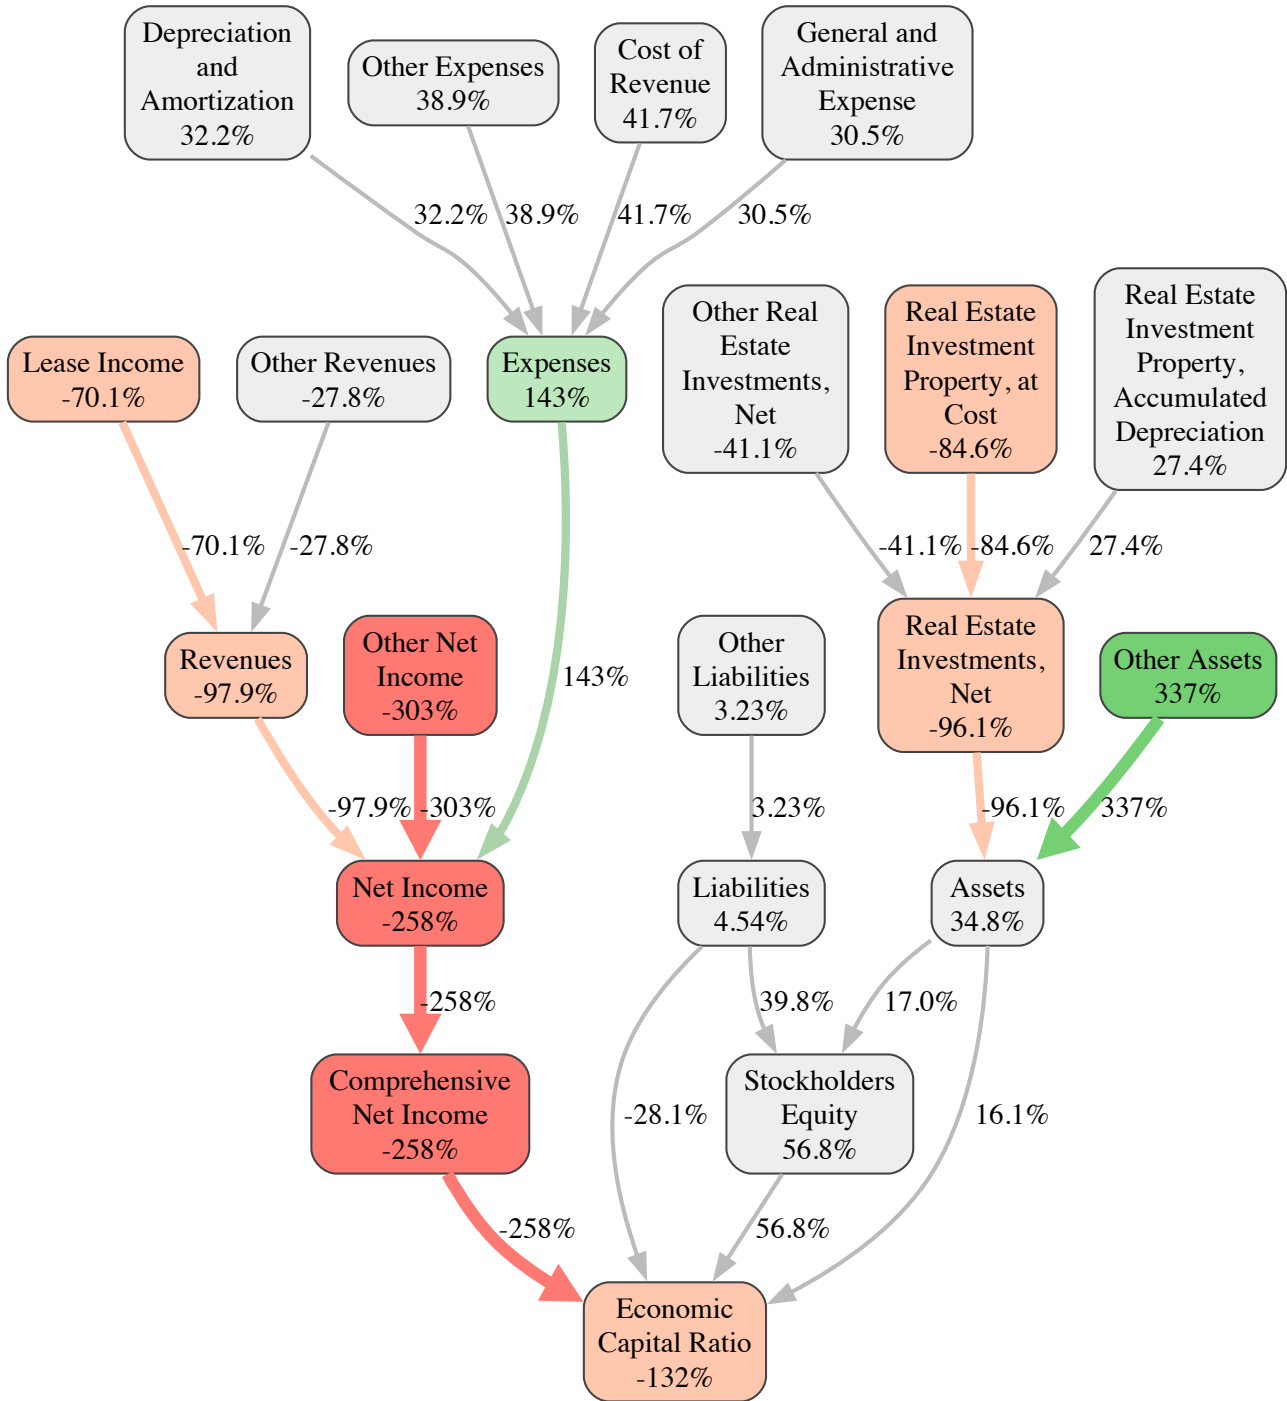 Depreciation
and
Amortization
32.2%
Other Expenses
38.9%
Cost of
Revenue
41.7%
General and
Administrative
Expense
30.5%
32.2%
38.9%
41.7%
30.5%
Lease Income
-70.1%
Other Revenues
-27.8%
Expenses
143%
Other Real
Estate
Investments,
Net
-41.1%
Real Estate
Investment
Property, at
Cost
-84.6%
Real Estate
Investment
Property,
Accumulated
Depreciation
27.4%
-70.1%
-27.8%
-41.1%
-84.6%
27.4%
Revenues
-97.9%
Other Net
Income
-303%
143%
Other
Liabilities
3.23%
Real Estate
Investments,
Net
-96.1%
Other Assets
337%
-97.9%
-303%
3.23%
-96.1%
337%
Net Income
-258%
Liabilities
4.54%
Assets
34.8%
-258%
39.8%
17.0%
Comprehensive
Net Income
-258%
-28.1%
Stockholders
Equity
56.8%
16.1%
-258%
56.8%
Economic
Capital Ratio
-132%